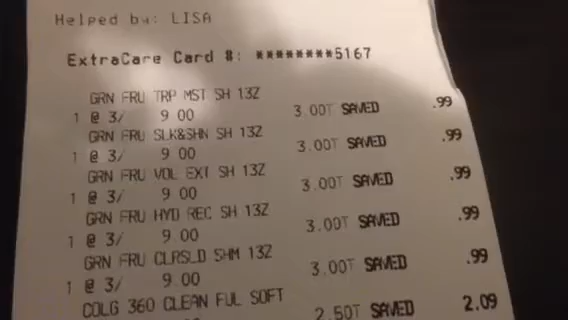 Helped by: LISA
ExtraCare Card #: ********5167
GRN FRU TRP MST SH 13Z
1 @ 3/ 9 00 3.00T SAVED .99
GRN FRU SLK&SHN SH 13Z
1 @ 3/ 9 00 3.00T SAVED .99
GRN FRU VOL EXT SH 13Z
1 @ 3/ 9 00 3.00T SAVED .99
GRN FRU HYD REC SH 13Z
1 @ 3/ 9 00 3.00T SAVED .99
GRN FRU CLRSLD SHM 13Z
1 @ 3/ 9 00 3.00T SAVED .99
COLG 360 CLEAN FUL SOFT
2.50T SAVED 2.09